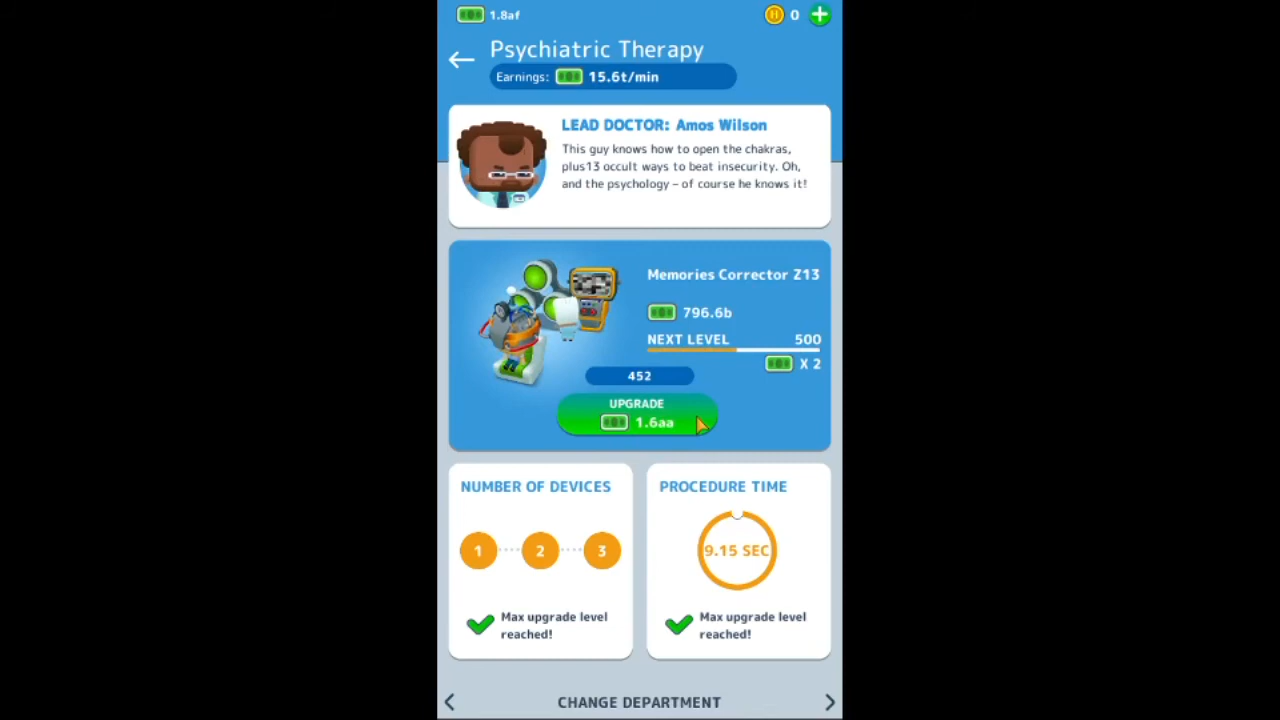 1.8af
0
Psychiatric Therapy
Earnings: 15.6t/min
LEAD DOCTOR: Amos Wilson
This guy knows how to open the chakras,
plus13 occult ways to beat insecurity. Oh,
and the psychology – of course he knows it!
Memories Corrector Z13
796.6b
NEXT LEVEL 500
X 2
452
UPGRADE
1.6aa
NUMBER OF DEVICES
1 2 3
Max upgrade level
reached!
PROCEDURE TIME
9.15 SEC
Max upgrade level
reached!
CHANGE DEPARTMENT